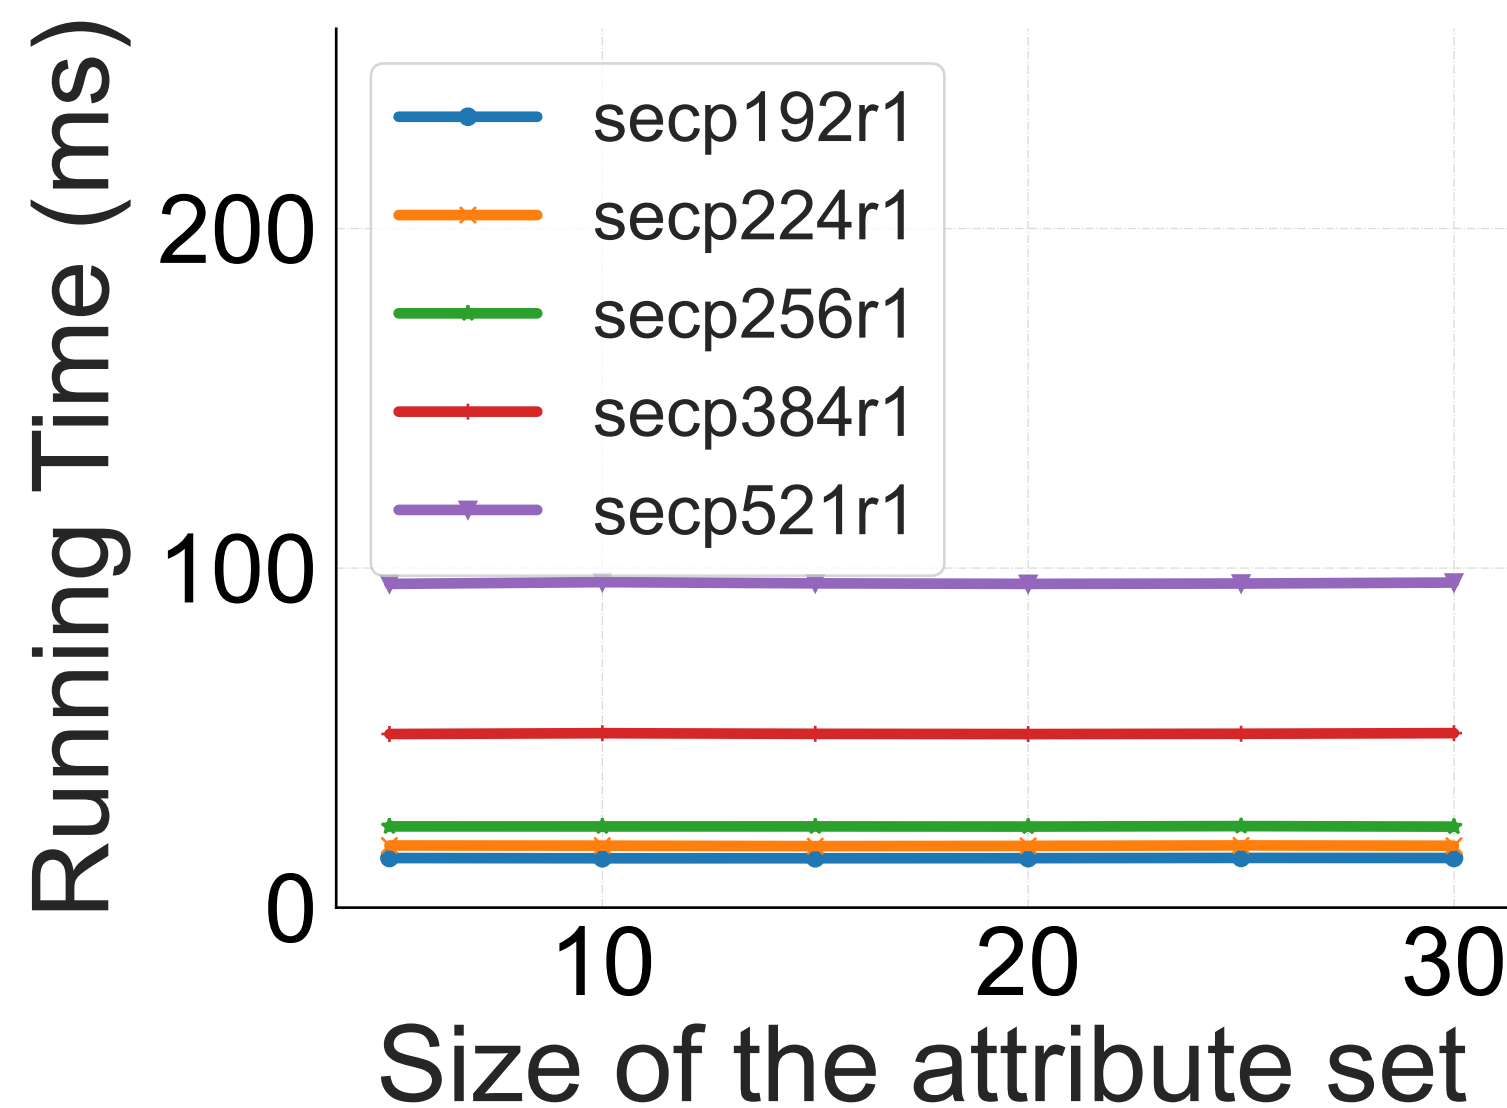 Running Time (ms)
200
100
0
secp192r1
secp224r1
secp256r1
secp384r1
secp521r1
10 20 30
Size of the attribute set